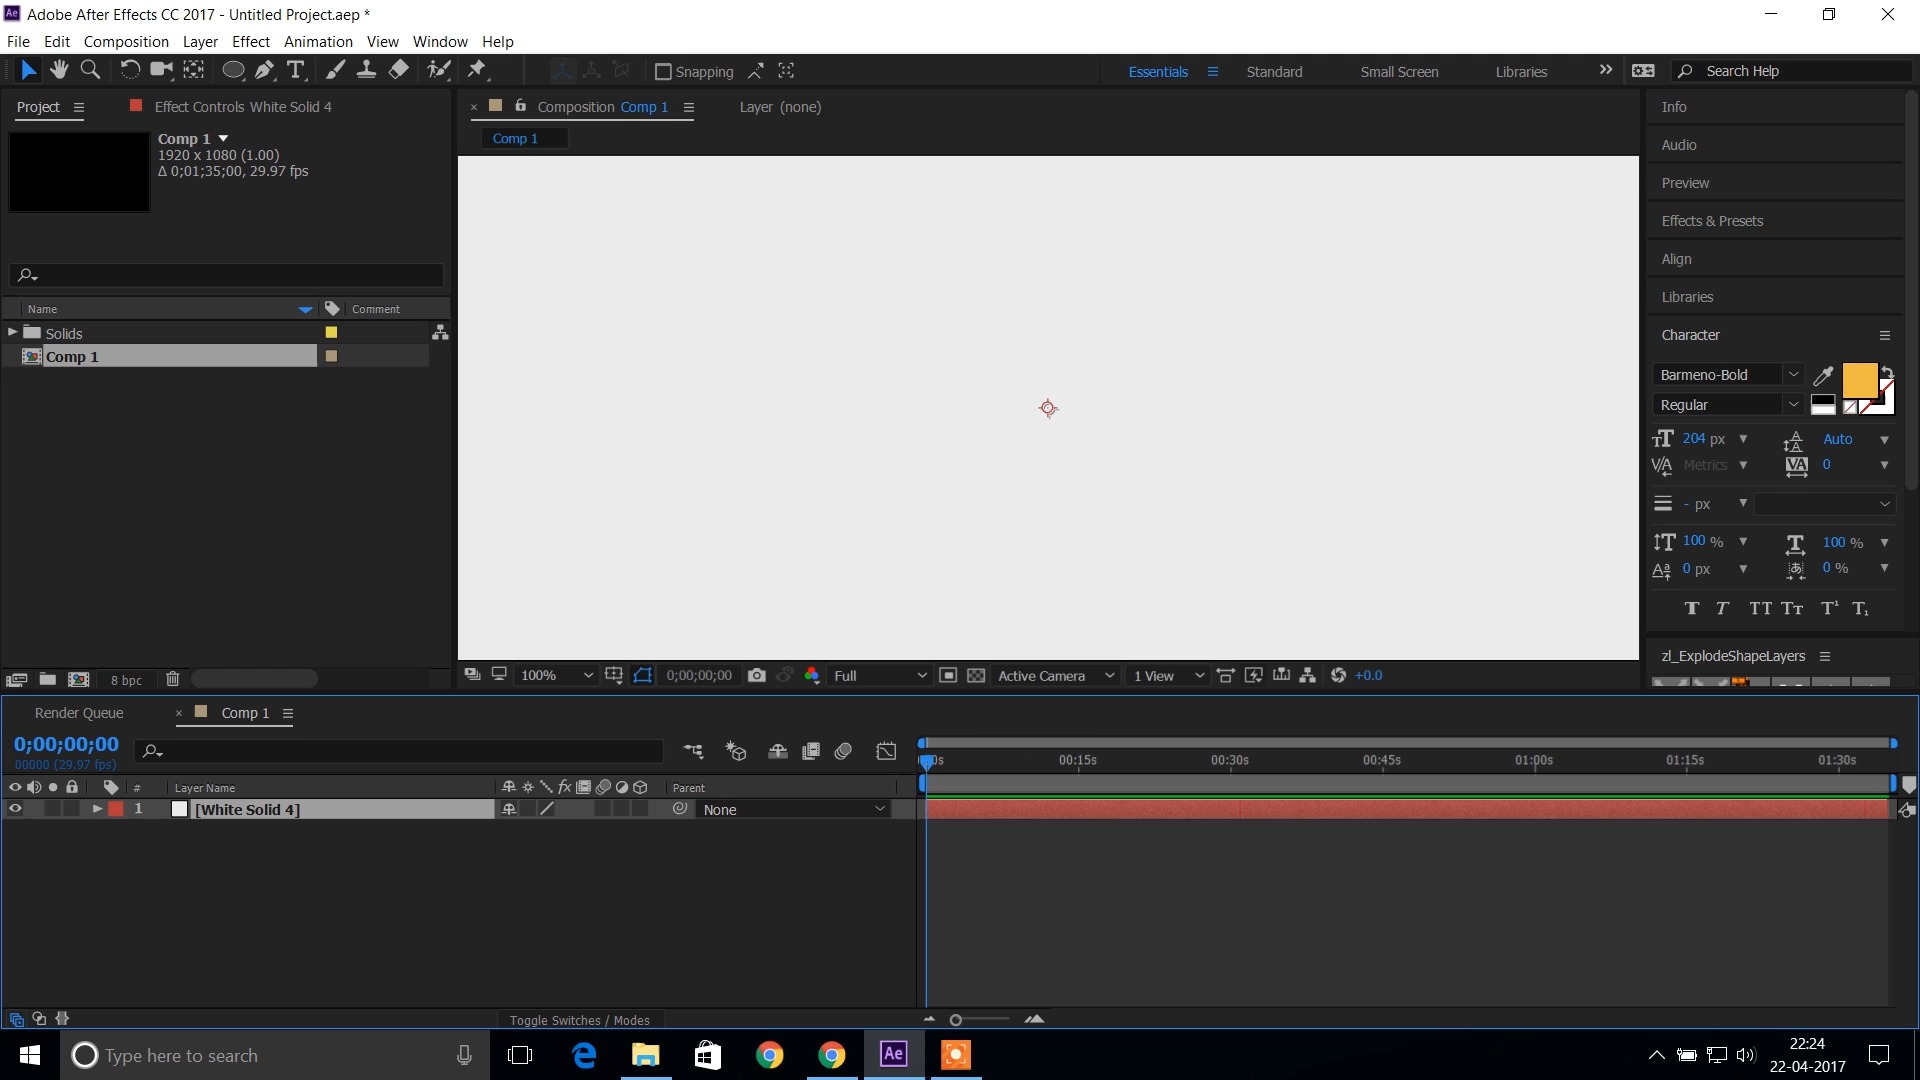 Ae Adobe After Effects CC 2017 - Untitled Project.aep *
File Edit Composition Layer Effect Animation View Window Help
Snapping
Essentials Standard Small Screen Libraries Search Help
Project Effect Controls White Solid 4
Composition Comp 1 Layer (none)
Comp 1
1920 x 1080 (1.00)
Δ 0;01;35;00, 29.97 fps
Comp 1
Name Comment
Solids
Comp 1
8 bpc
100% 0;00;00;00 Full Active Camera 1 View +0.0
Info
Audio
Preview
Effects & Presets
Align
Libraries
Character
Barmeno-Bold
Regular
204 px Auto
Metrics 0
- px
100 % 100 %
0 px 0 %
T T TT Tt T¹ T₁
zl_ExplodeShapeLayers
Render Queue Comp 1
0;00;00;00
00000 (29.97 fps)
00:15s 00:30s 00:45s 01:00s 01:15s 01:30s
# Layer Name fx Parent
1 [White Solid 4] None
Toggle Switches / Modes
Type here to search
Ae
22:24
22-04-2017